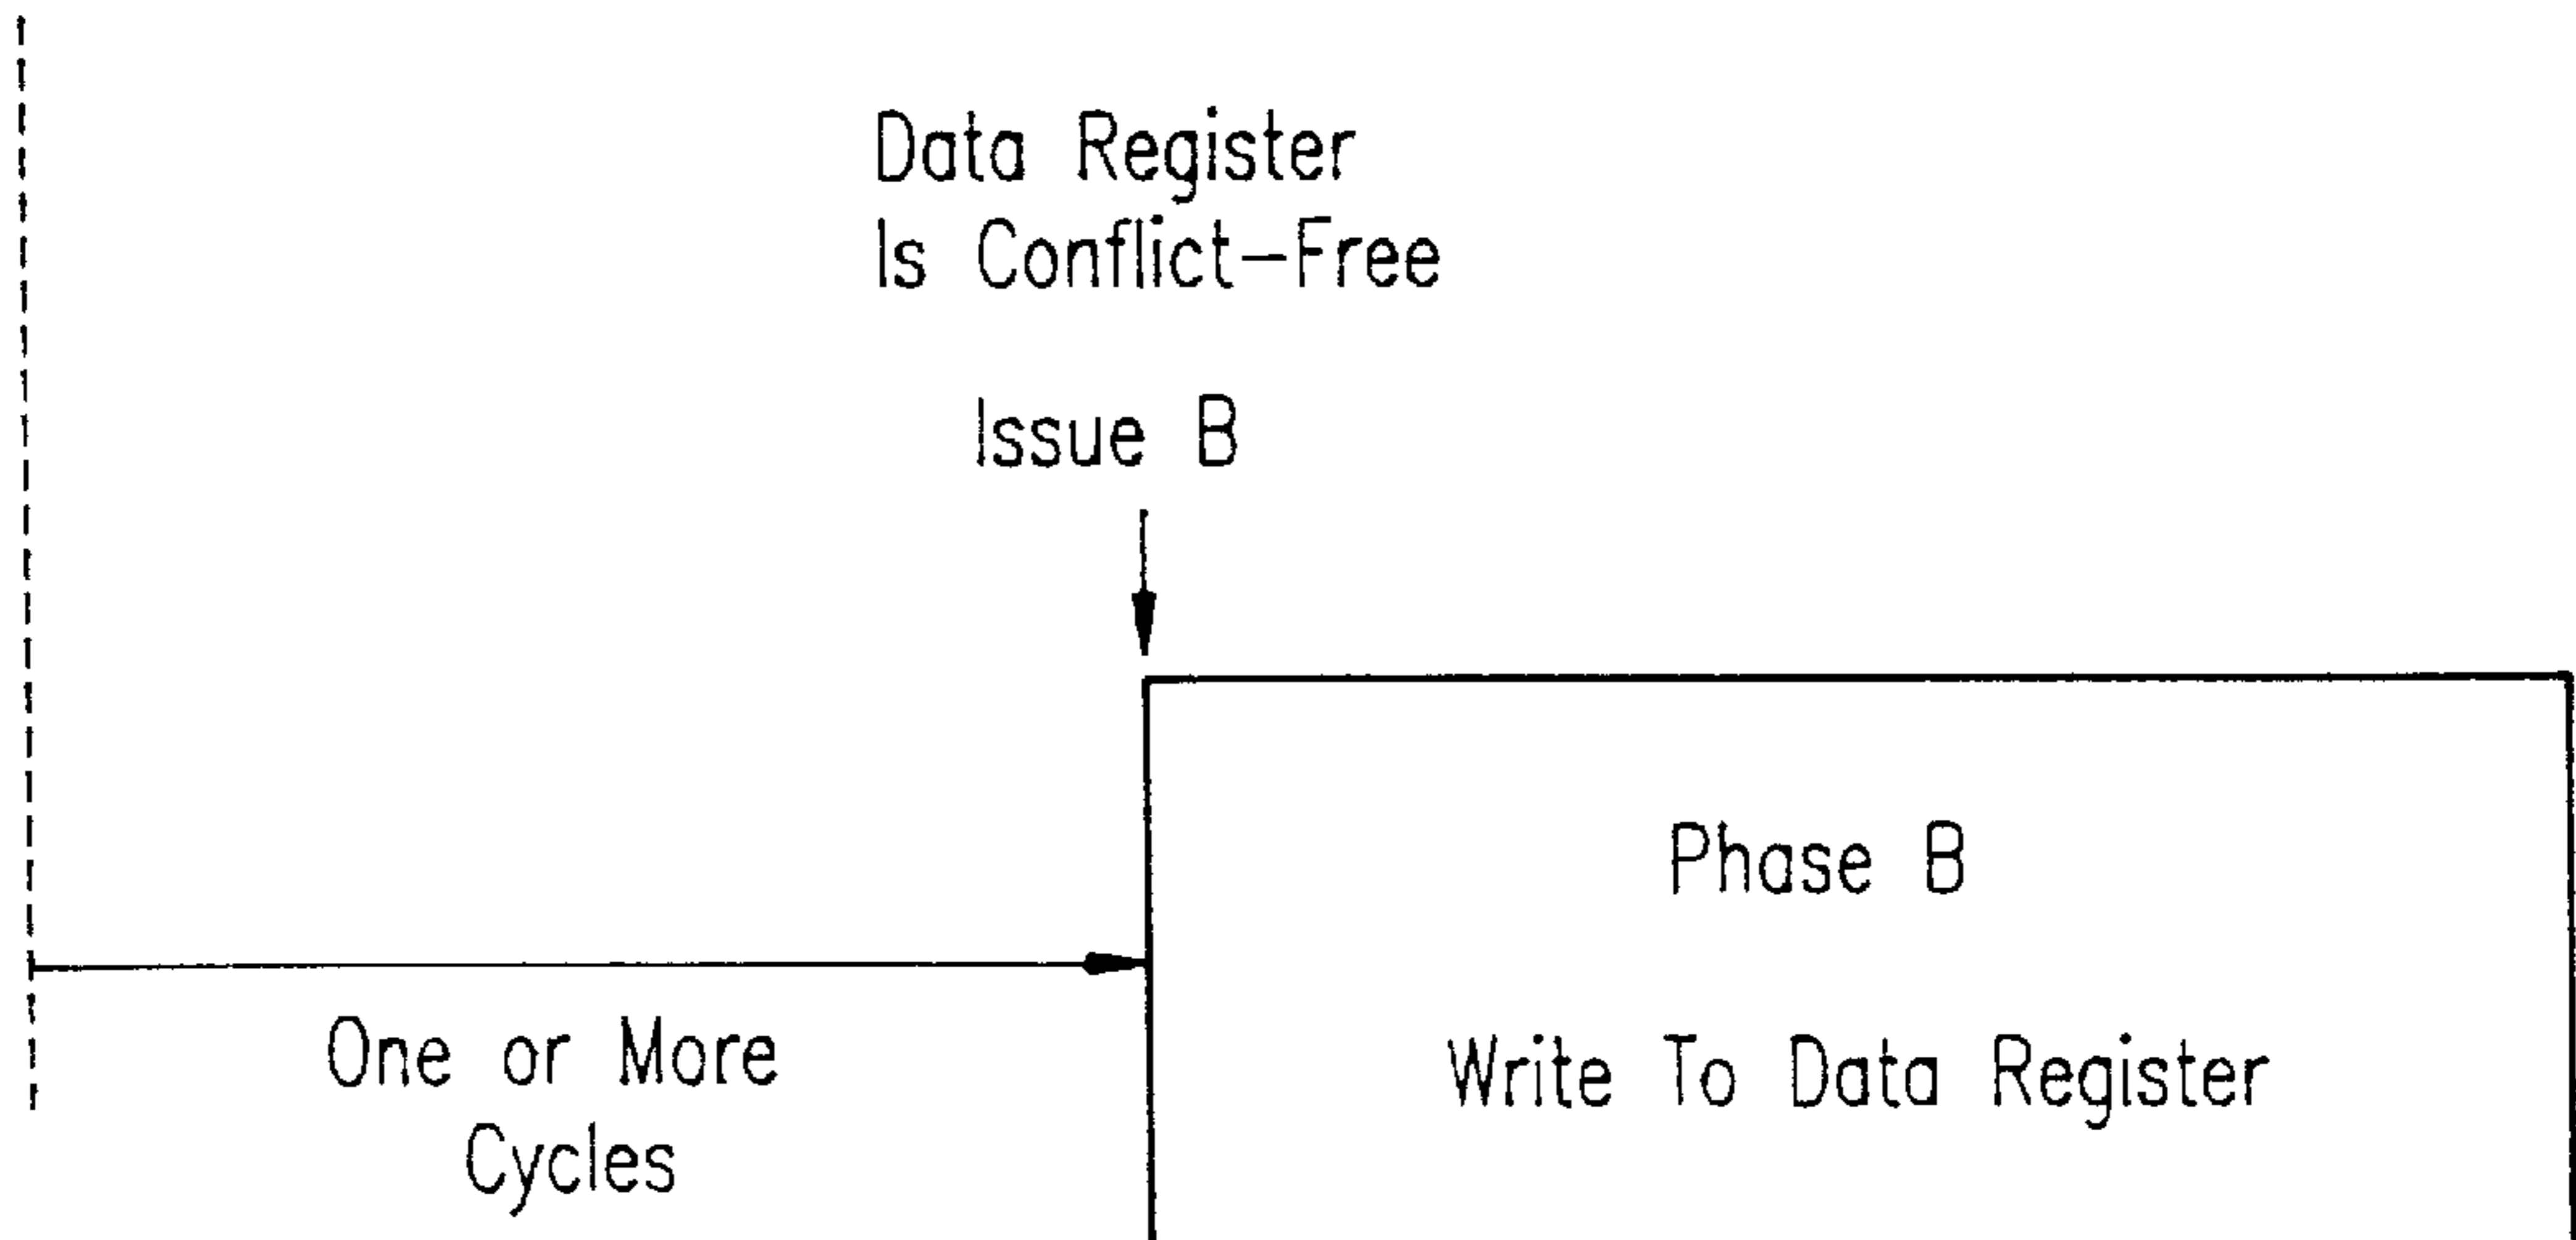 Data Register
Is Conflict-Free
Issue B
Phase B
One or More
Cycles
Write To Data Register